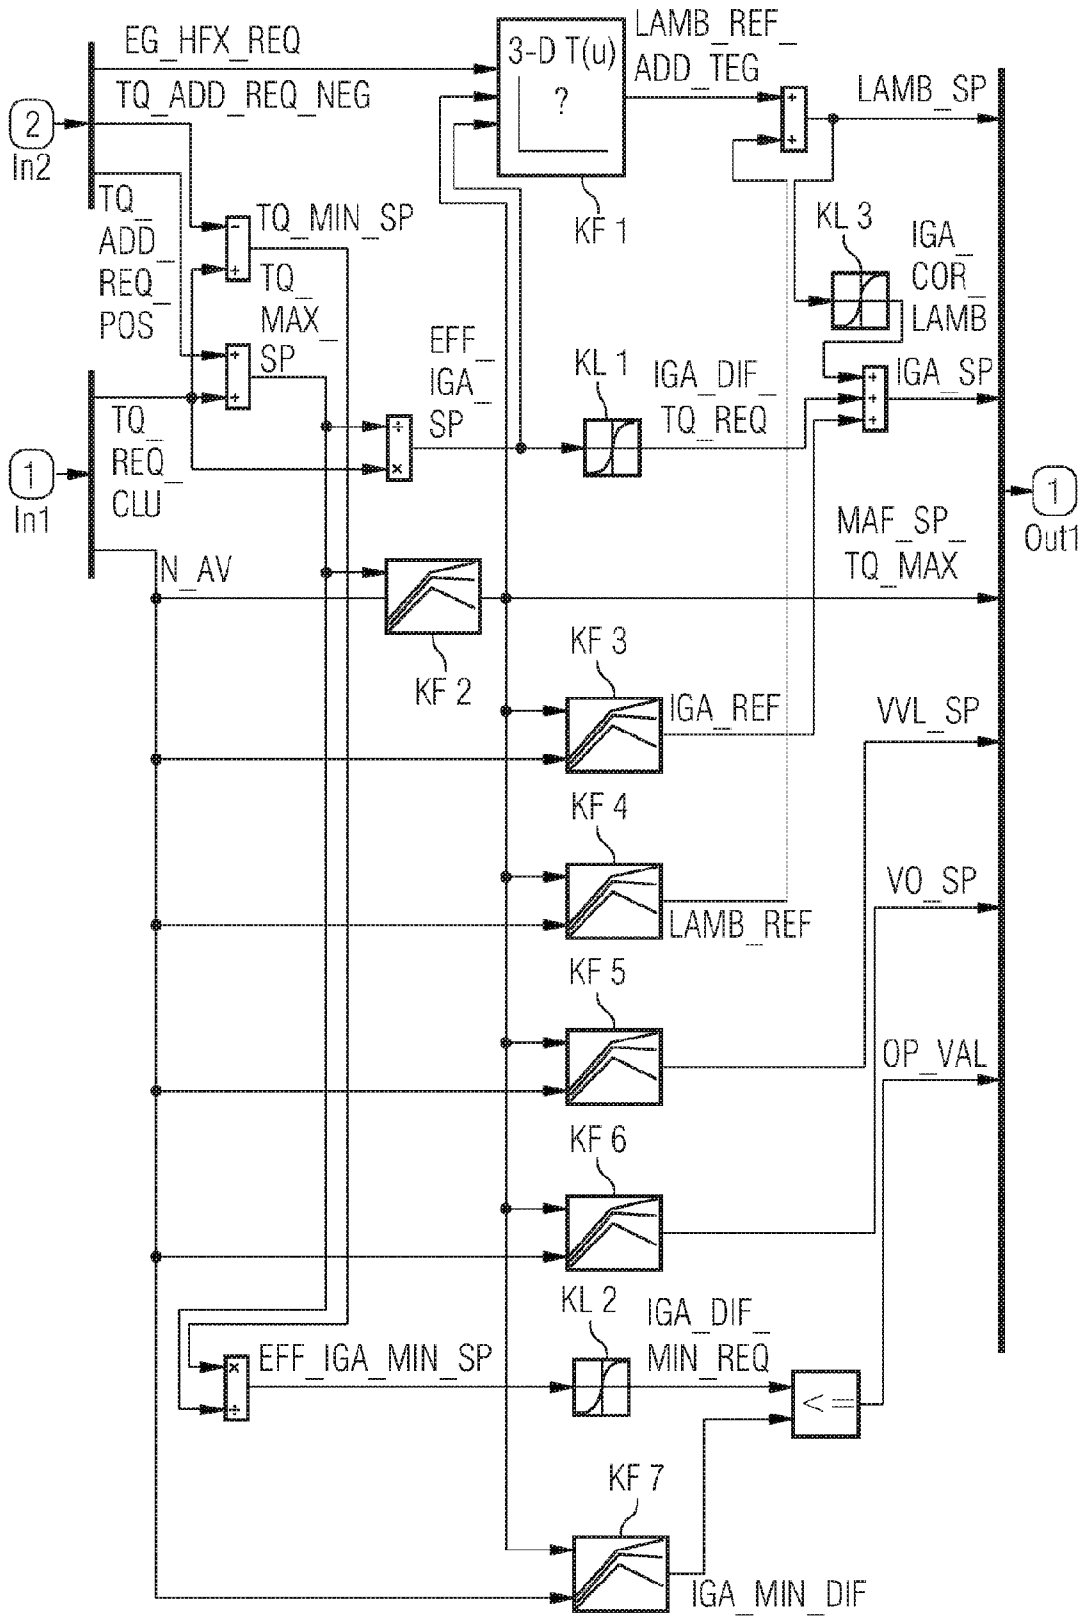 EG_HFX_REQ
TQ_ADD_REQ_NEG
2
In2
TQ_
ADD_
REQ_
POS
3-D T(u)
?
KF 1
LAMB_REF_
ADD_TEG
+
+
LAMB_SP
-
+
TQ_MIN_SP
TQ_
MAX_
SP
+
+
KL 3
IGA_
COR_
LAMB
1
In1
TQ_
REQ_
CLU
EFF_
IGA_
SP
÷
×
KL 1
IGA_DIF_
TQ_REQ
+
+
+
IGA_SP
1
Out1
N_AV
KF 2
MAF_SP_
TQ_MAX
KF 3
IGA_REF
VVL_SP
KF 4
LAMB_REF
VO_SP
KF 5
OP_VAL
KF 6
×
÷
EFF_IGA_MIN_SP
KL 2
IGA_DIF_
MIN_REQ
< =
KF 7
IGA_MIN_DIF